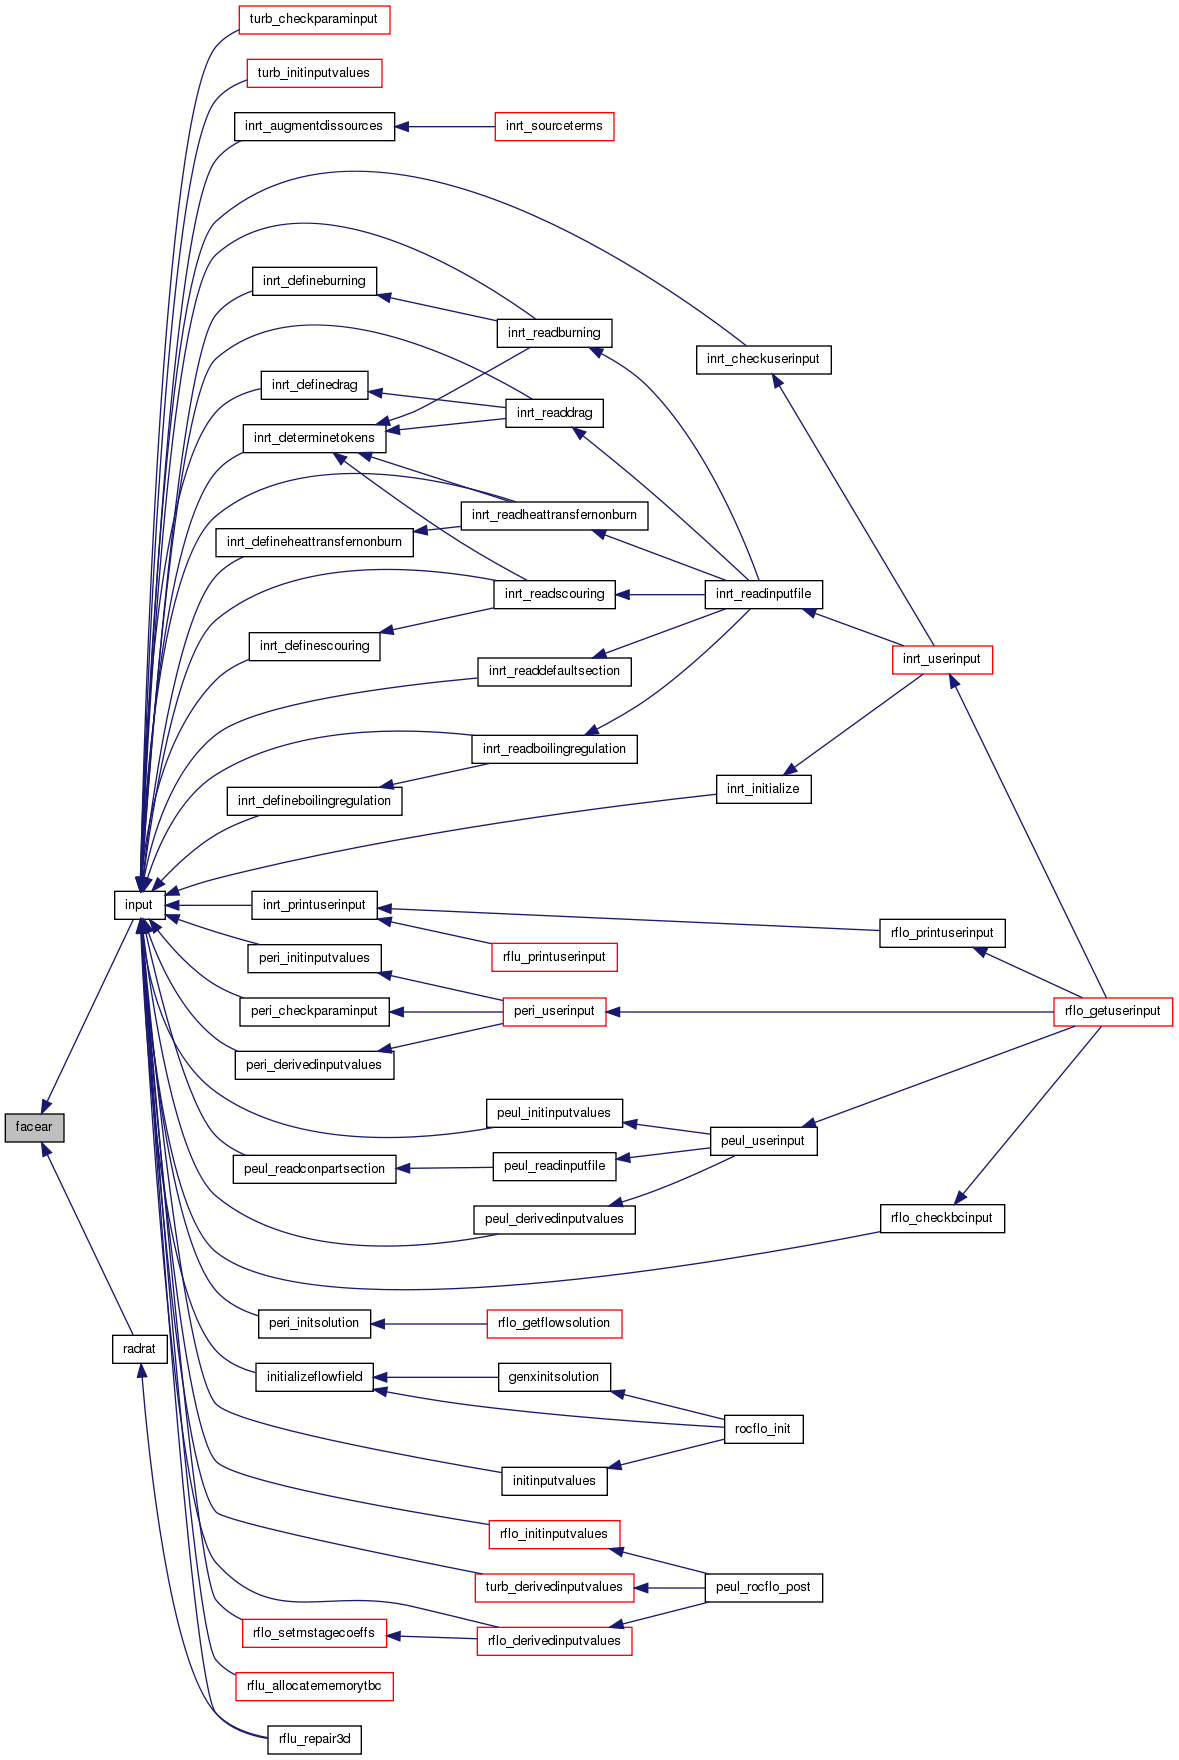 turb_checkparaminput
turb_initinputvalues
inrt_augmentdissources
inrt_sourceterms
inrt_defineburning
inrt_readburning
inrt_checkuserinput
inrt_definedrag
inrt_readdrag
inrt_determinetokens
inrt_readheattransfernonburn
inrt_defineheattransfernonburn
inrt_readscouring
inrt_readinputfile
inrt_definescouring
inrt_userinput
inrt_readdefaultsection
inrt_readboilingregulation
inrt_initialize
inrt_defineboilingregulation
input
inrt_printuserinput
rflo_printuserinput
peri_initinputvalues
rflu_printuserinput
peri_checkparaminput
peri_userinput
rflo_getuserinput
peri_derivedinputvalues
peul_initinputvalues
facear
peul_userinput
peul_readconpartsection
peul_readinputfile
peul_derivedinputvalues
rflo_checkbcinput
peri_initsolution
rflo_getflowsolution
radrat
initializeflowfield
genxinitsolution
rocflo_init
initinputvalues
rflo_initinputvalues
turb_derivedinputvalues
peul_rocflo_post
rflo_setmstagecoeffs
rflo_derivedinputvalues
rflu_allocatememorytbc
rflu_repair3d